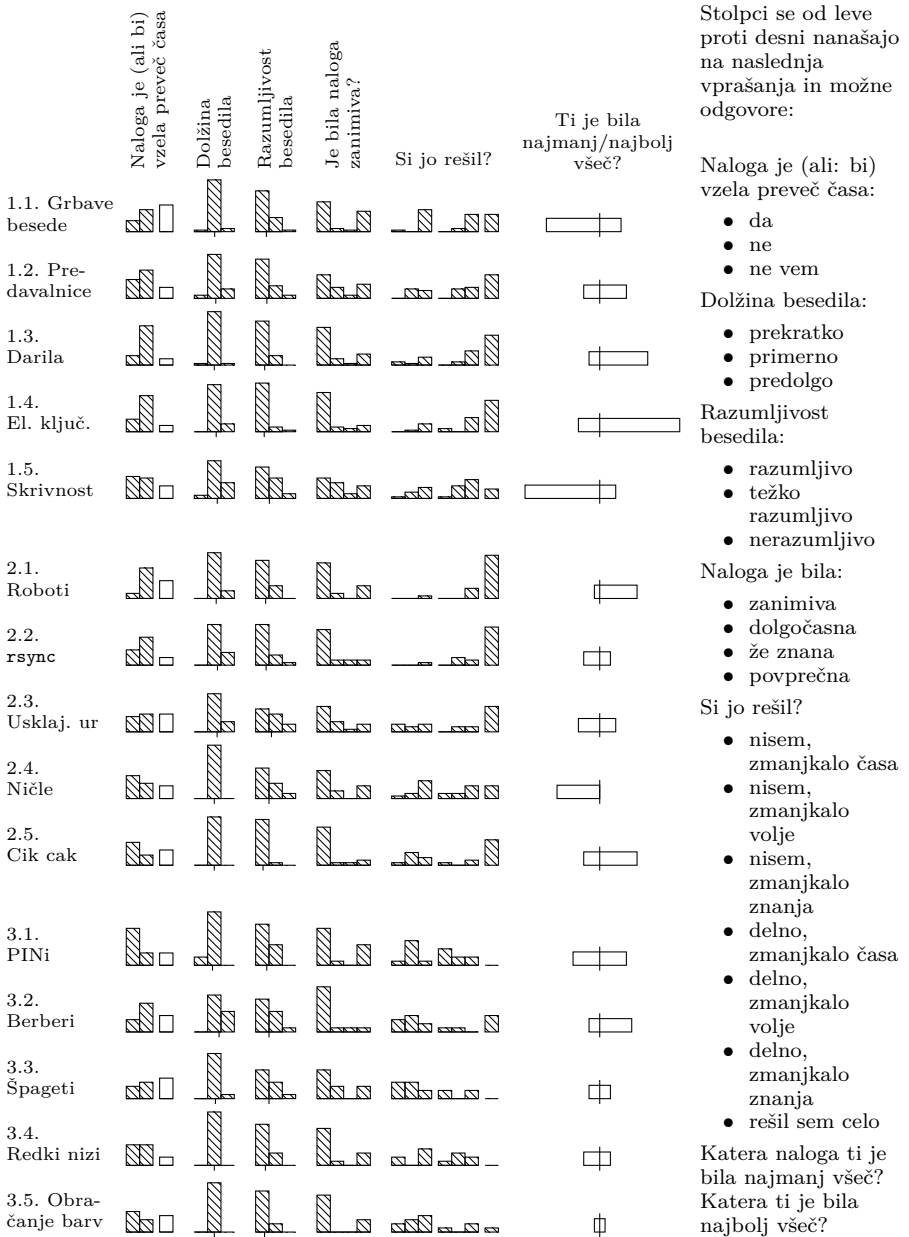 Naloga je (ali bi)
vzela preveč časa
Dolžina
besedila
Razumljivost
besedila
Je bila naloga
zanimiva?
Si jo rešil?
Ti je bila
najmanj/najbolj
všeč?
1.1. Grbave
besede
1.2. Pre-
davalnice
1.3.
Darila
1.4.
El. ključ.
1.5.
Skrivnost
2.1.
Roboti
2.2.
rsync
2.3.
Usklaj. ur
2.4.
Ničle
2.5.
Cik cak
3.1.
PINi
3.2.
Berberi
3.3.
Špageti
3.4.
Redki nizi
3.5. Obra-
čanje barv
Stolpci se od leve
proti desni nanašajo
na naslednja
vprašanja in možne
odgovore:
Naloga je (ali: bi)
vzela preveč časa:
• da
• ne
• ne vem
Dolžina besedila:
• prekratko
• primerno
• predolgo
Razumljivost
besedila:
• razumljivo
• težko
razumljivo
• nerazumljivo
Naloga je bila:
• zanimiva
• dolgočasna
• že znana
• povprečna
Si jo rešil?
• nisem,
zmanjkalo časa
• nisem,
zmanjkalo
volje
• nisem,
zmanjkalo
znanja
• delno,
zmanjkalo časa
• delno,
zmanjkalo
volje
• delno,
zmanjkalo
znanja
• rešil sem celo
Katera naloga ti je
bila najmanj všeč?
Katera ti je bila
najbolj všeč?